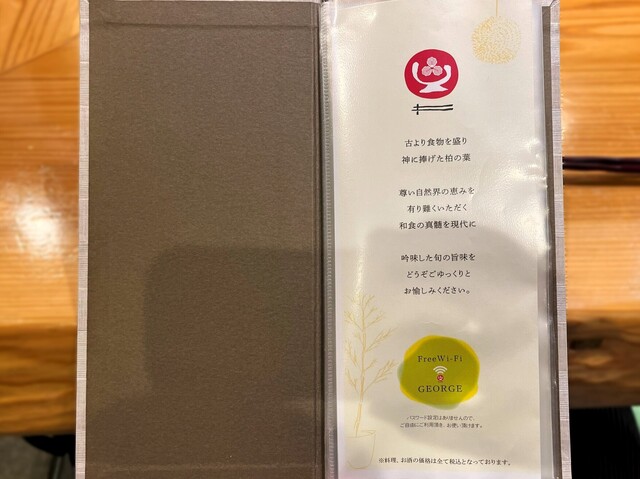 古より食物を盛り
神に捧げた柏の葉
尊い自然界の恵みを
有り難くいただく
和食の真髄を現代に
吟味した旬の旨味を
どうぞごゆっくりと
お愉しみください。
FreeWi-Fi
GEORGE
パスワード設定はありませんので、
ご自由にご利用頂き、お使い頂けます。
※料理、お酒の価格は全て税込となっております。